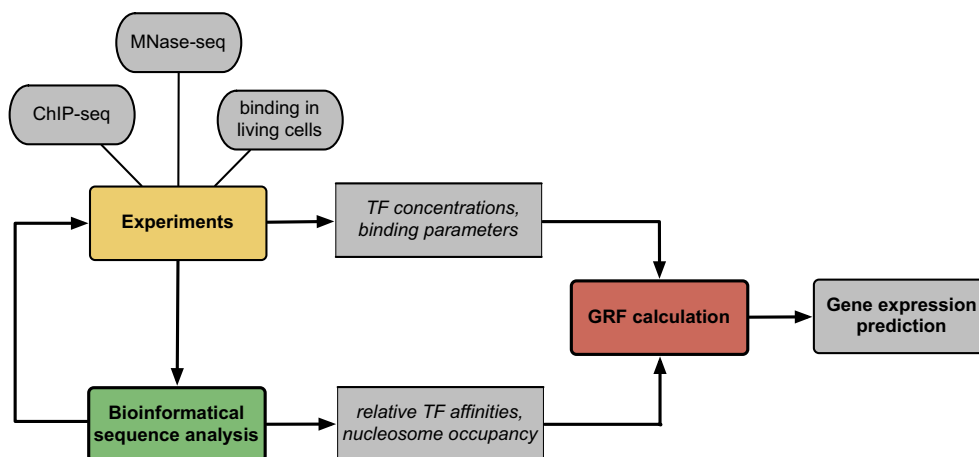 MNase-seq
ChIP-seq
binding in
living cells
Experiments
TF concentrations,
binding parameters
GRF calculation
Gene expression
prediction
Bioinformatical
sequence analysis
relative TF affinities,
nucleosome occupancy